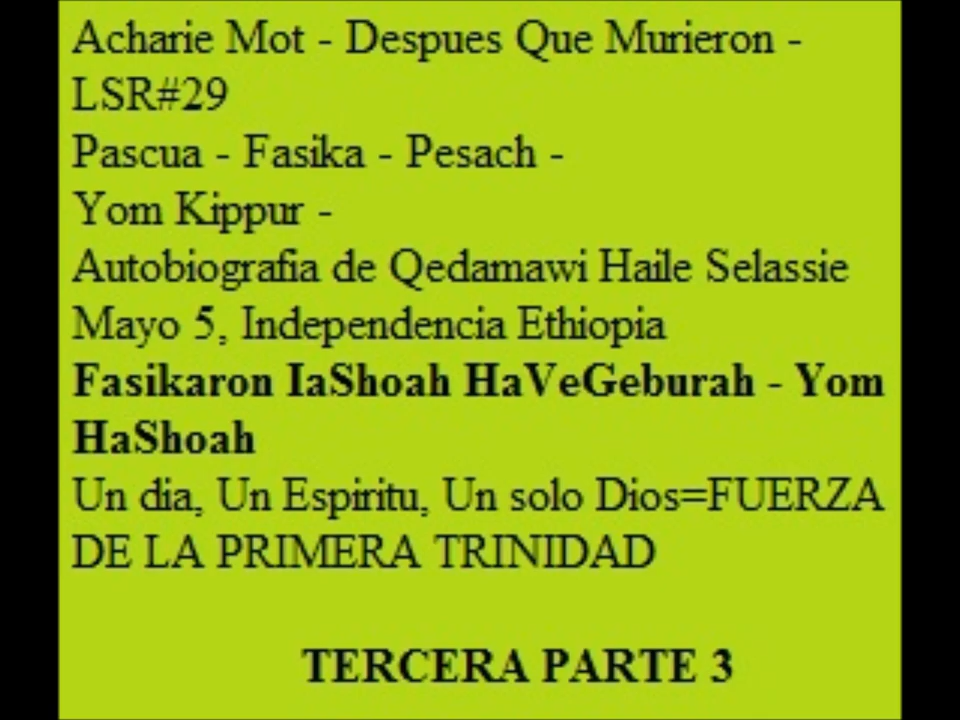 Acharie Mot - Despues Que Murieron -
LSR#29
Pascua - Fasika - Pesach -
Yom Kippur -
Autobiografia de Qedamawi Haile Selassie
Mayo 5, Independencia Ethiopia
Fasikaron IaShoah HaVeGeburah - Yom
HaShoah
Un dia, Un Espiritu, Un solo Dios=FUERZA
DE LA PRIMERA TRINIDAD
TERCERA PARTE 3